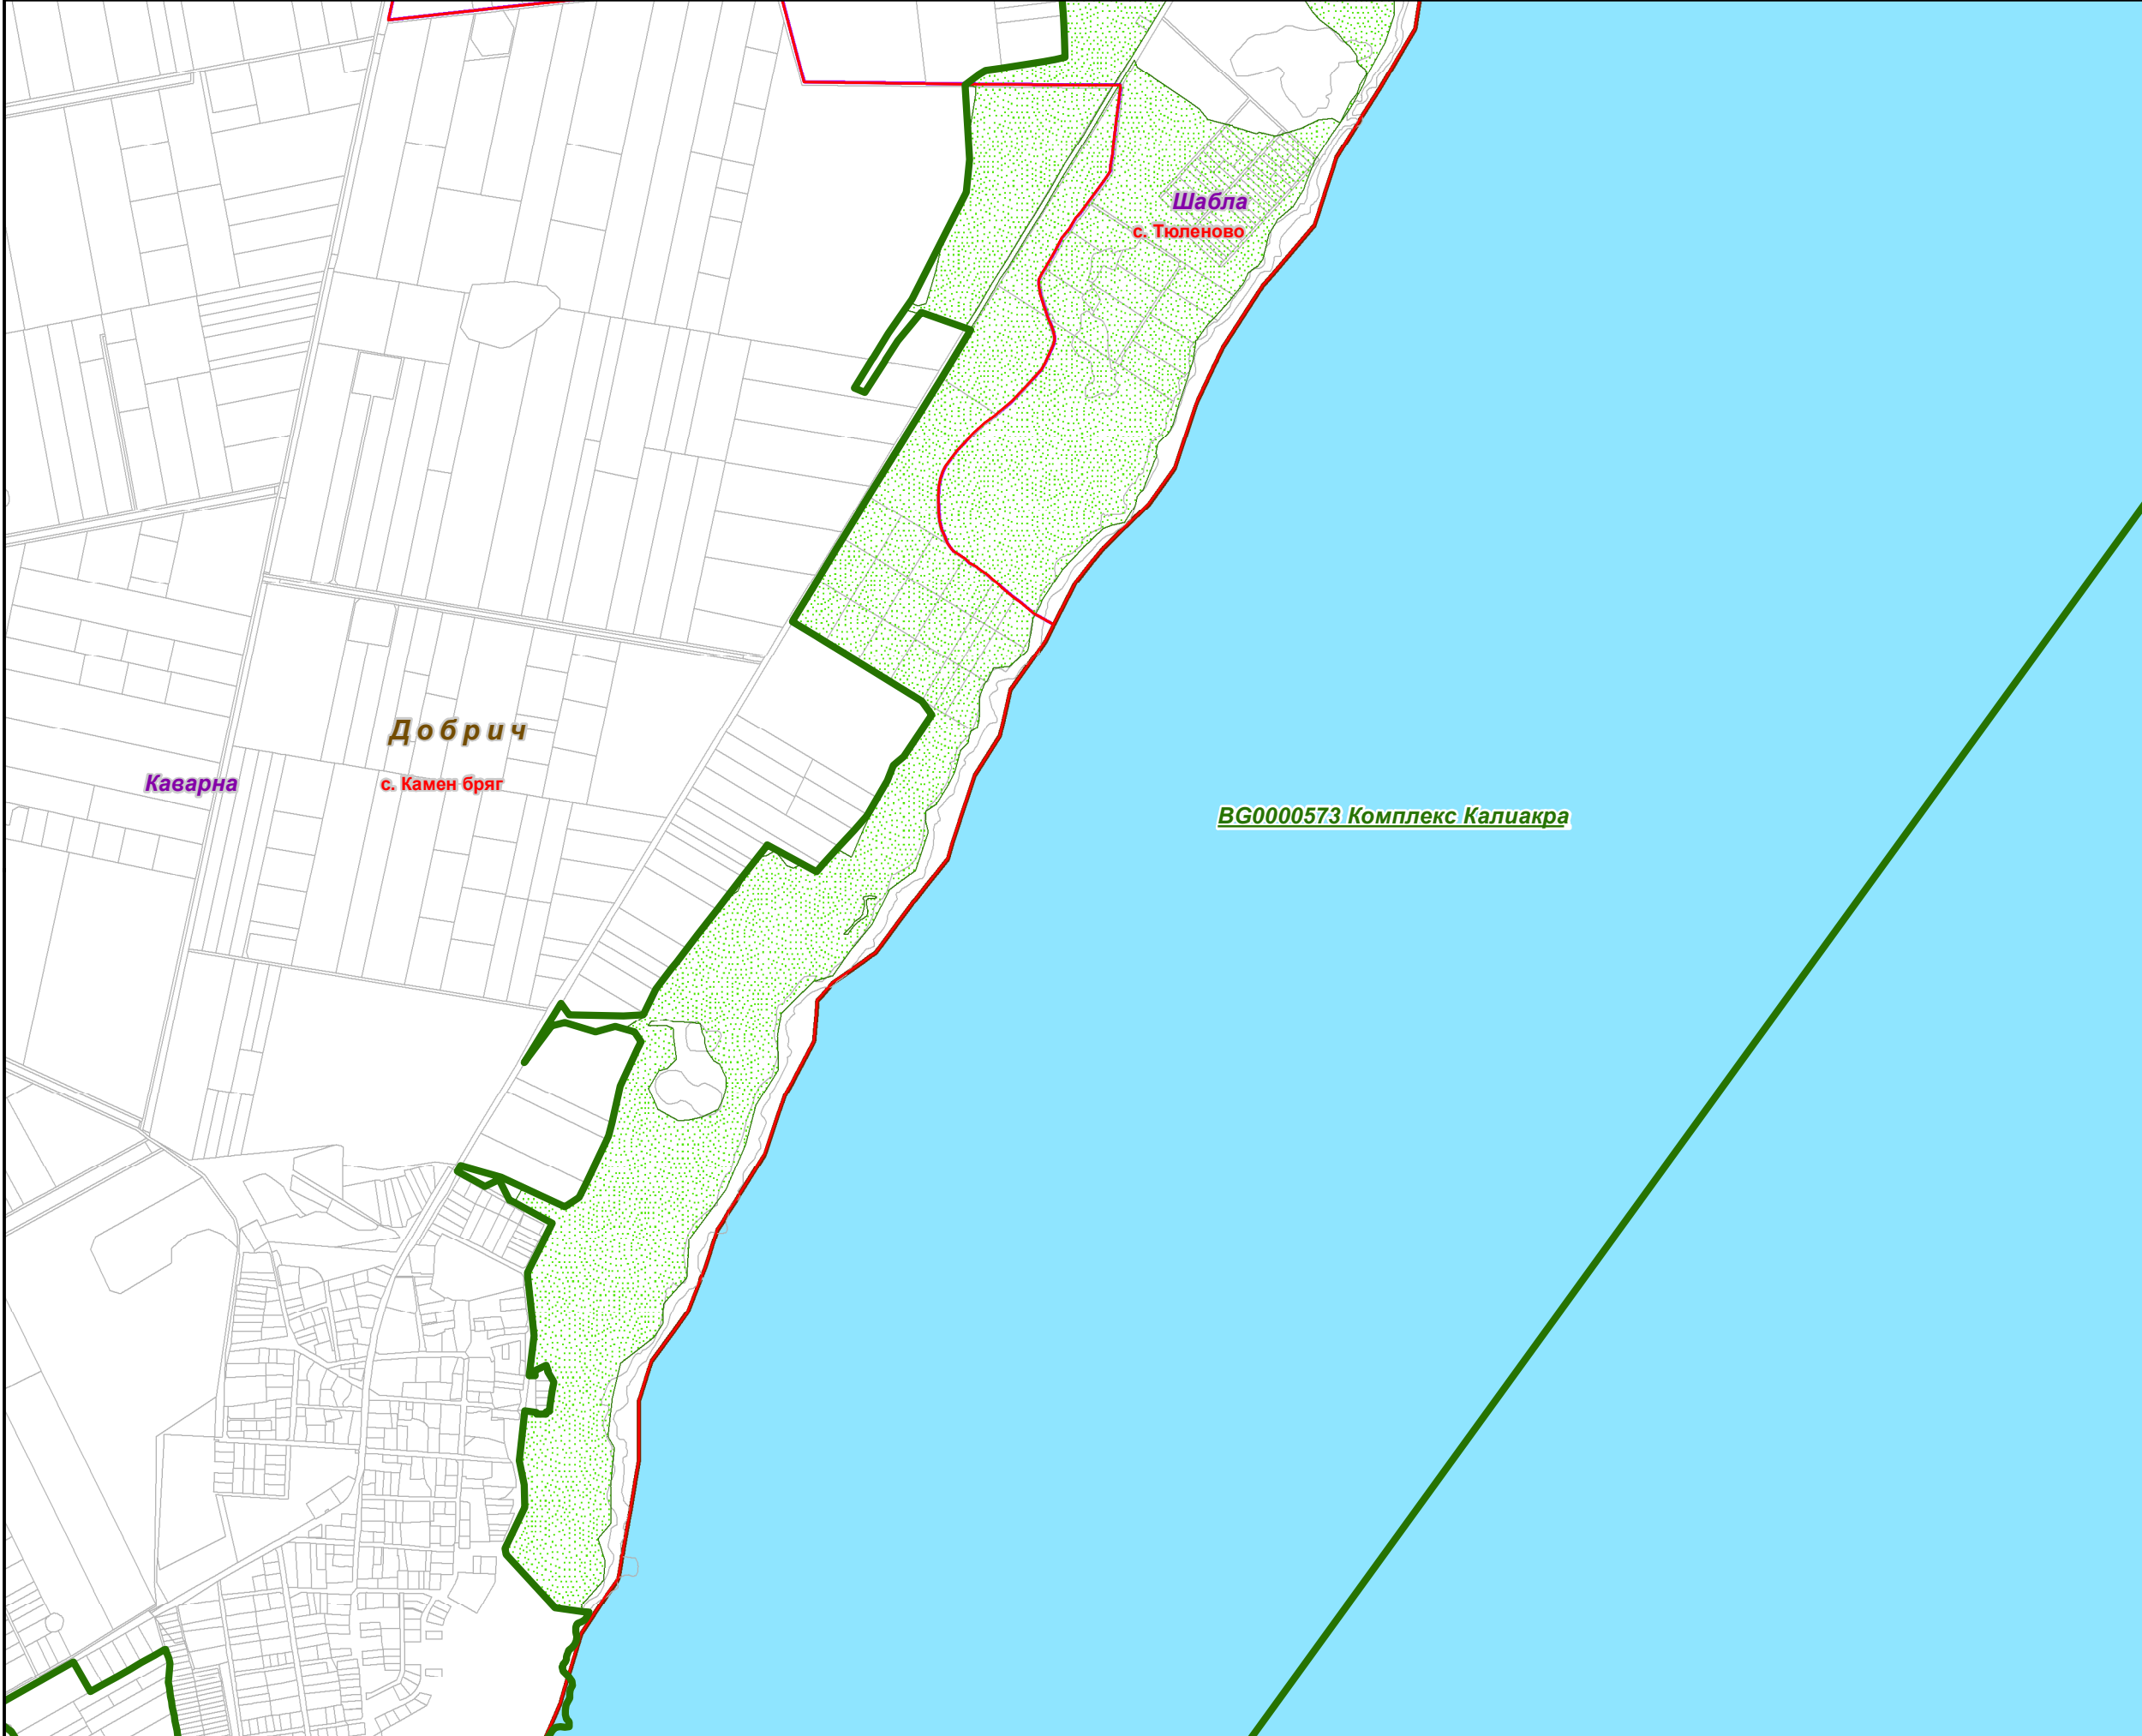 Шабла
с. Тюленово
Добрич
Каварна
с. Камен бряг
BG0000573 Комплекс Калиакра